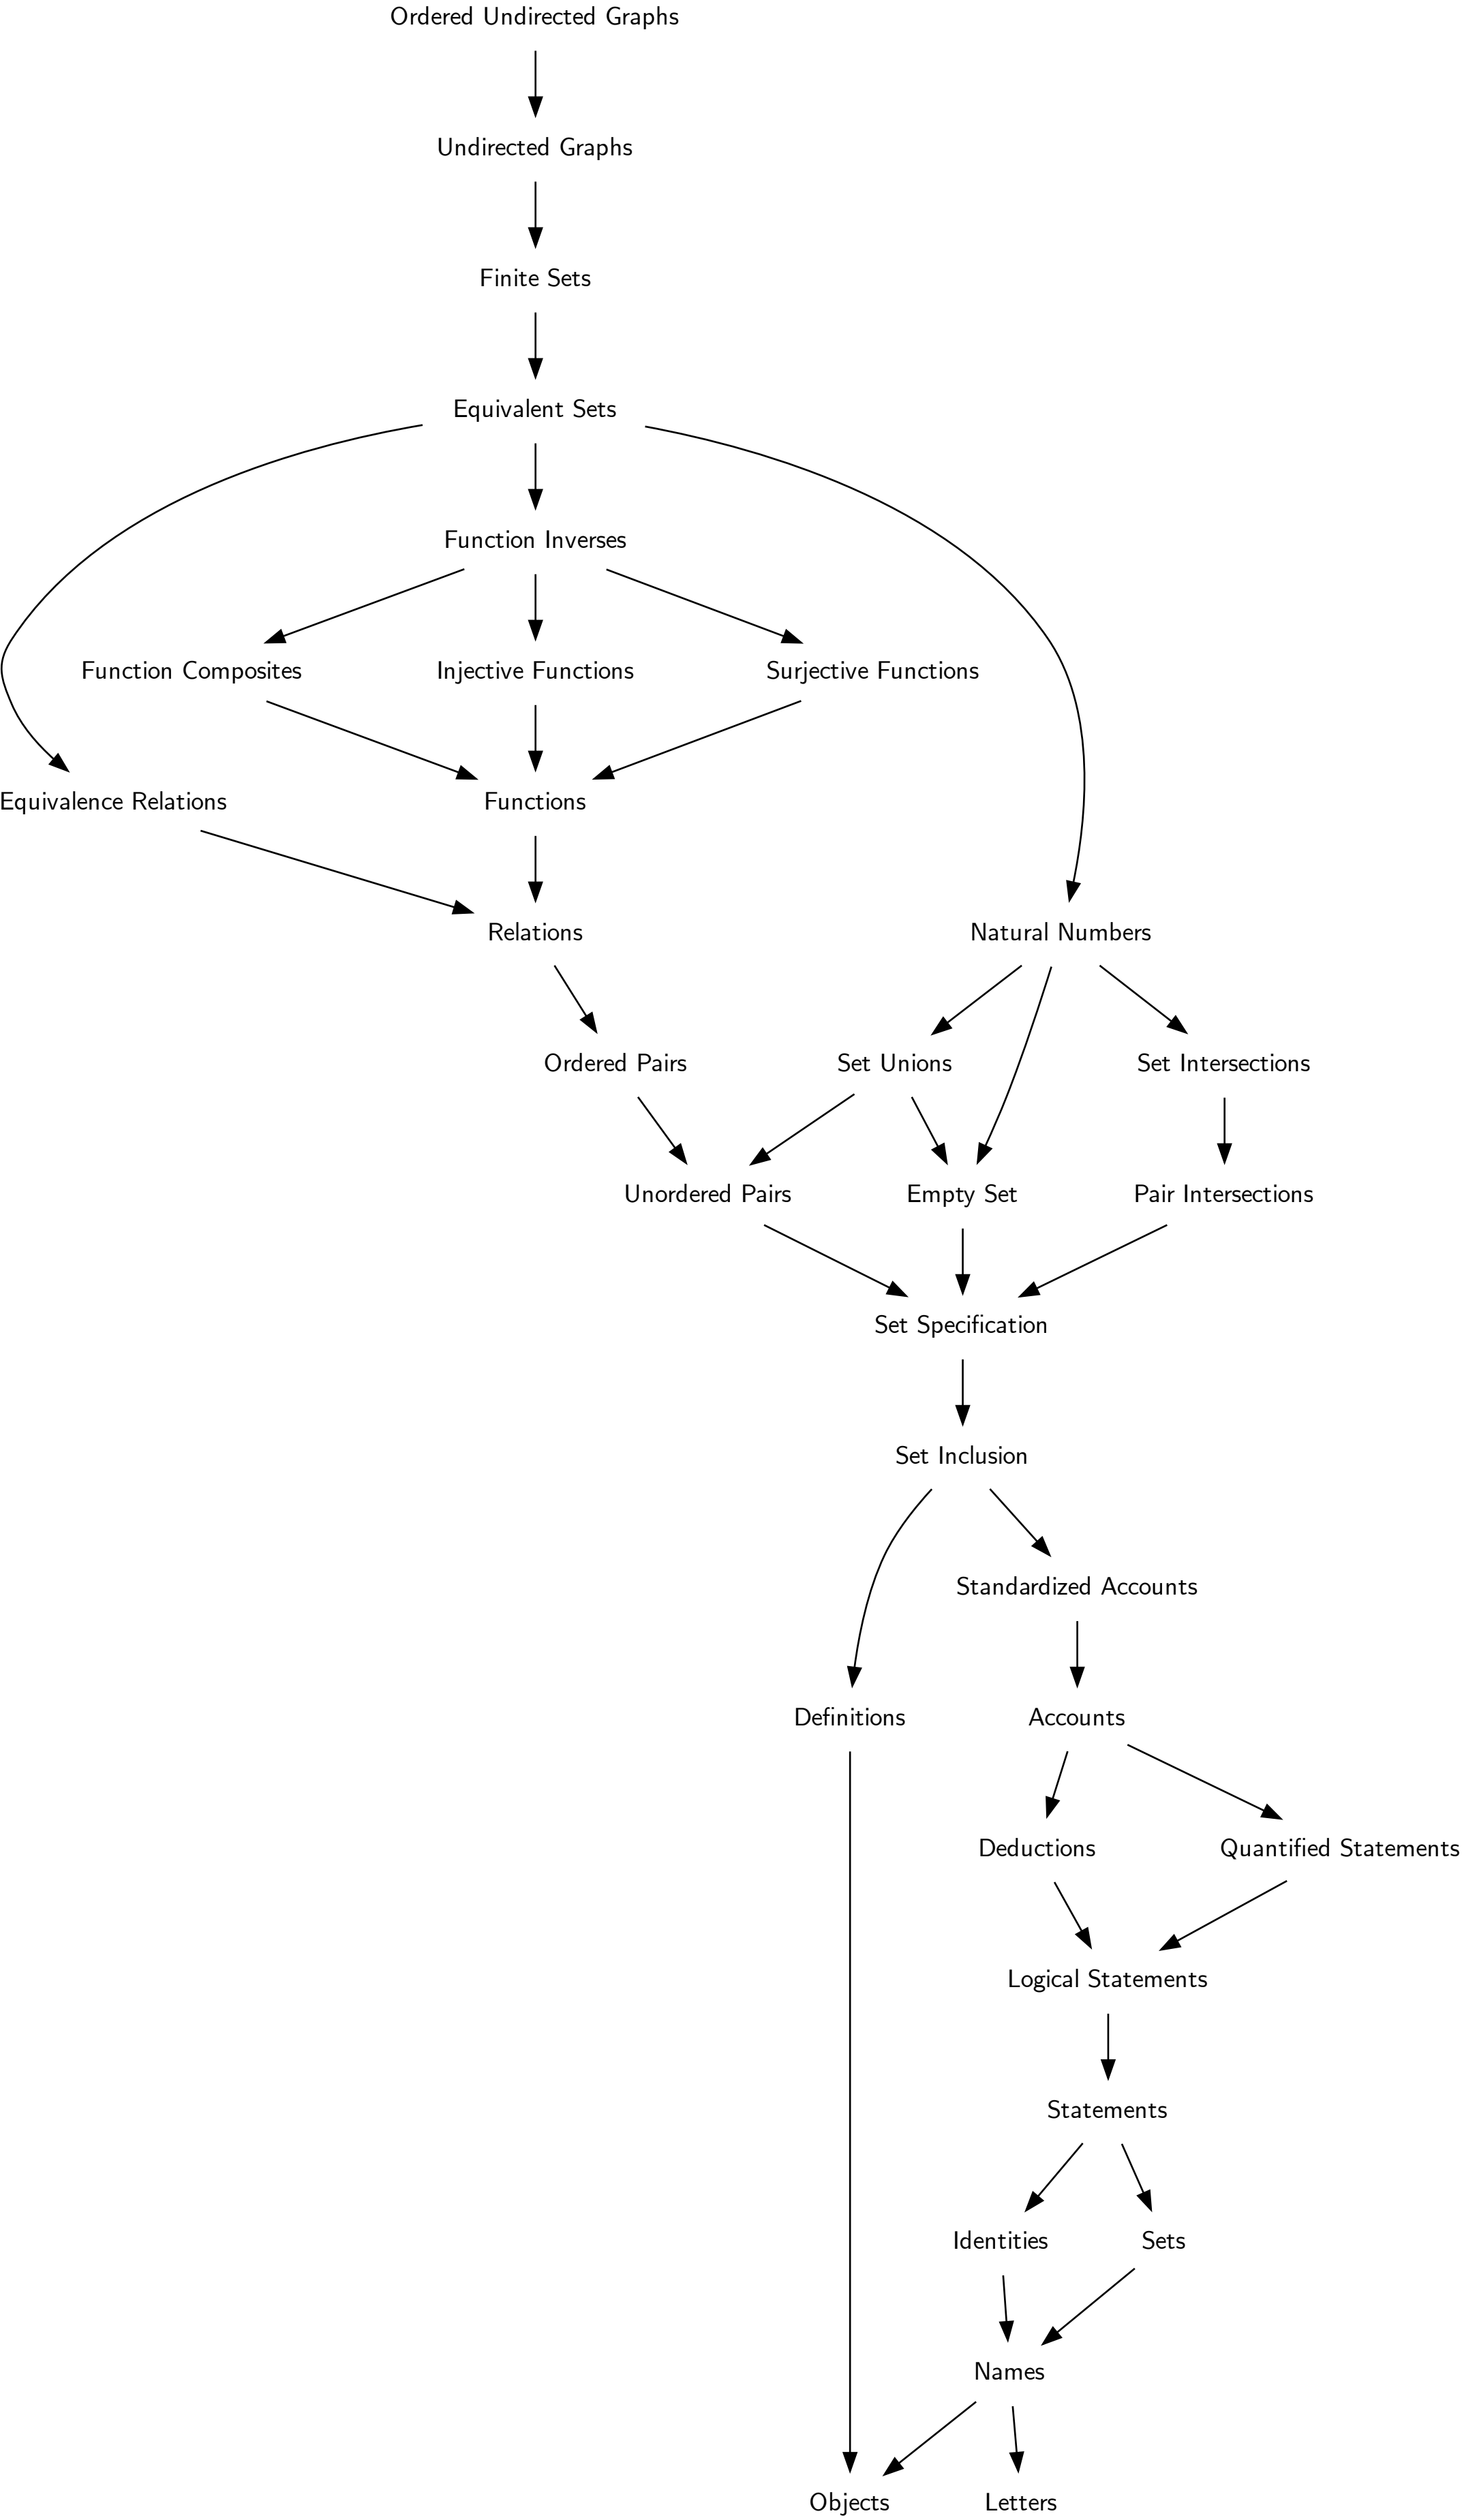 Ordered Undirected Graphs
Undirected Graphs
Finite Sets
Equivalent Sets
Function Inverses
Function Composites
Injective Functions
Surjective Functions
Equivalence Relations
Functions
Relations
Natural Numbers
Ordered Pairs
Set Unions
Set Intersections
Unordered Pairs
Empty Set
Pair Intersections
Set Specification
Set Inclusion
Standardized Accounts
Definitions
Accounts
Deductions
Quantified Statements
Logical Statements
Statements
Identities
Sets
Names
Objects
Letters